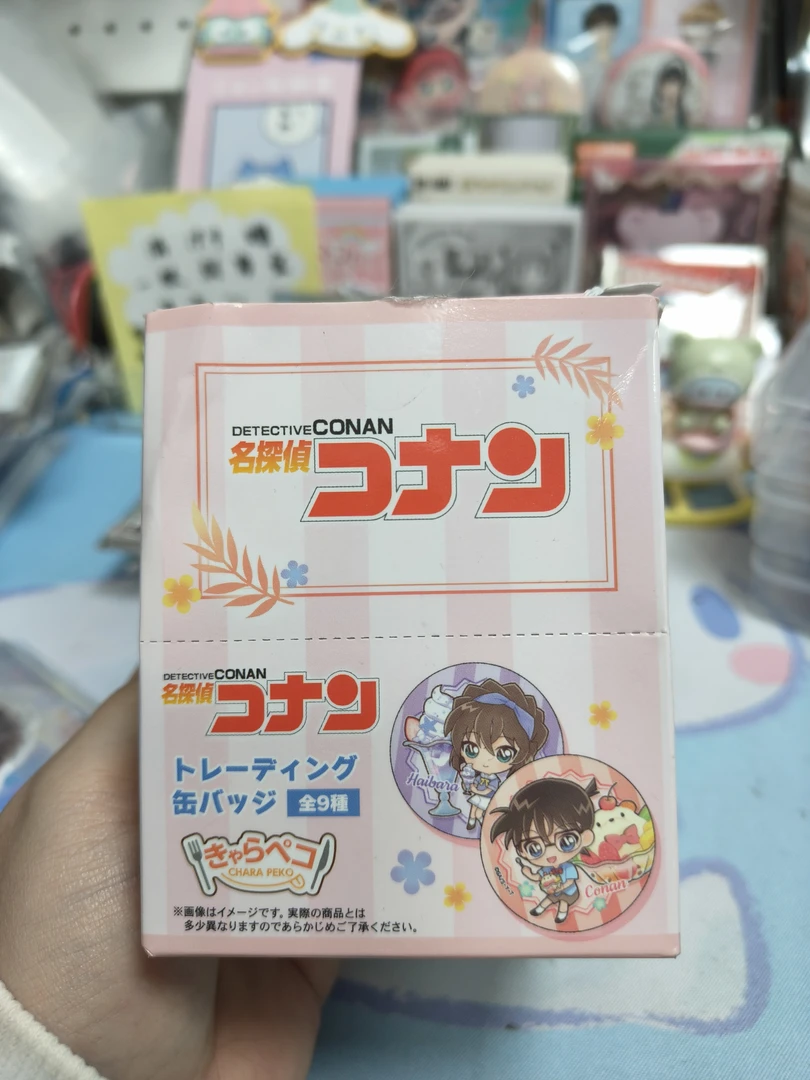 DETECTIVE CONAN
名探偵
コナン
DETECTIVE CONAN
名探偵
コナン
トレーディング
缶バッジ 全9種
きゃらペコ
CHARA PEKO
※画像はイメージです。実際の商品とは
多少異なりますのであらかじめご了承ください。
Haibara
Conan